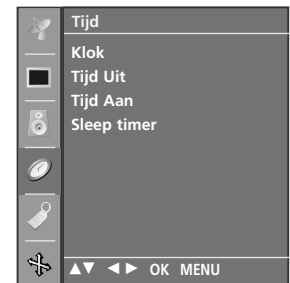 Tijd
Klok
Tijd Uit
Tijd Aan
Sleep timer
▲▼ ◄► OK MENU